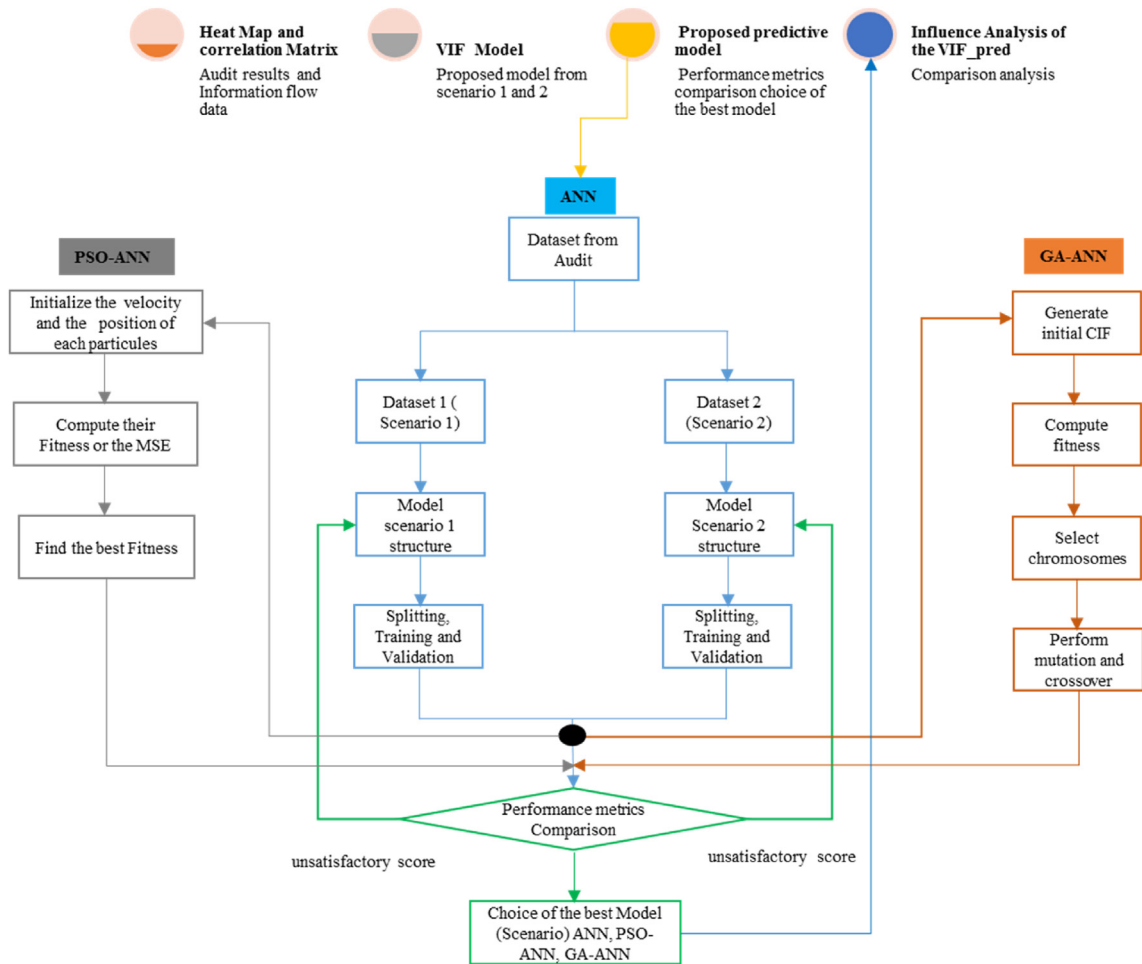 Heat Map and
correlation Matrix
Audit results and
Information flow
data
VIF Model
Proposed model from
scenario 1 and 2
Proposed predictive
model
Performance metrics
comparison choice of
the best model
Influence Analysis of
the VIF_pred
Comparison analysis
ANN
Dataset from
Audit
PSO-ANN
Initialize the velocity
and the position of
each particules
Compute their
Fitness or the MSE
Find the best Fitness
Dataset 1 (
Scenario 1)
Model
scenario 1
structure
Splitting,
Training and
Validation
Dataset 2
(Scenario 2)
Model
Scenario 2
structure
Splitting,
Training and
Validation
GA-ANN
Generate
initial CIF
Compute
fitness
Select
chromosomes
Perform
mutation and
crossover
Performance metrics
Comparison
unsatisfactory score
unsatisfactory score
Choice of the best Model
(Scenario) ANN, PSO-
ANN, GA-ANN